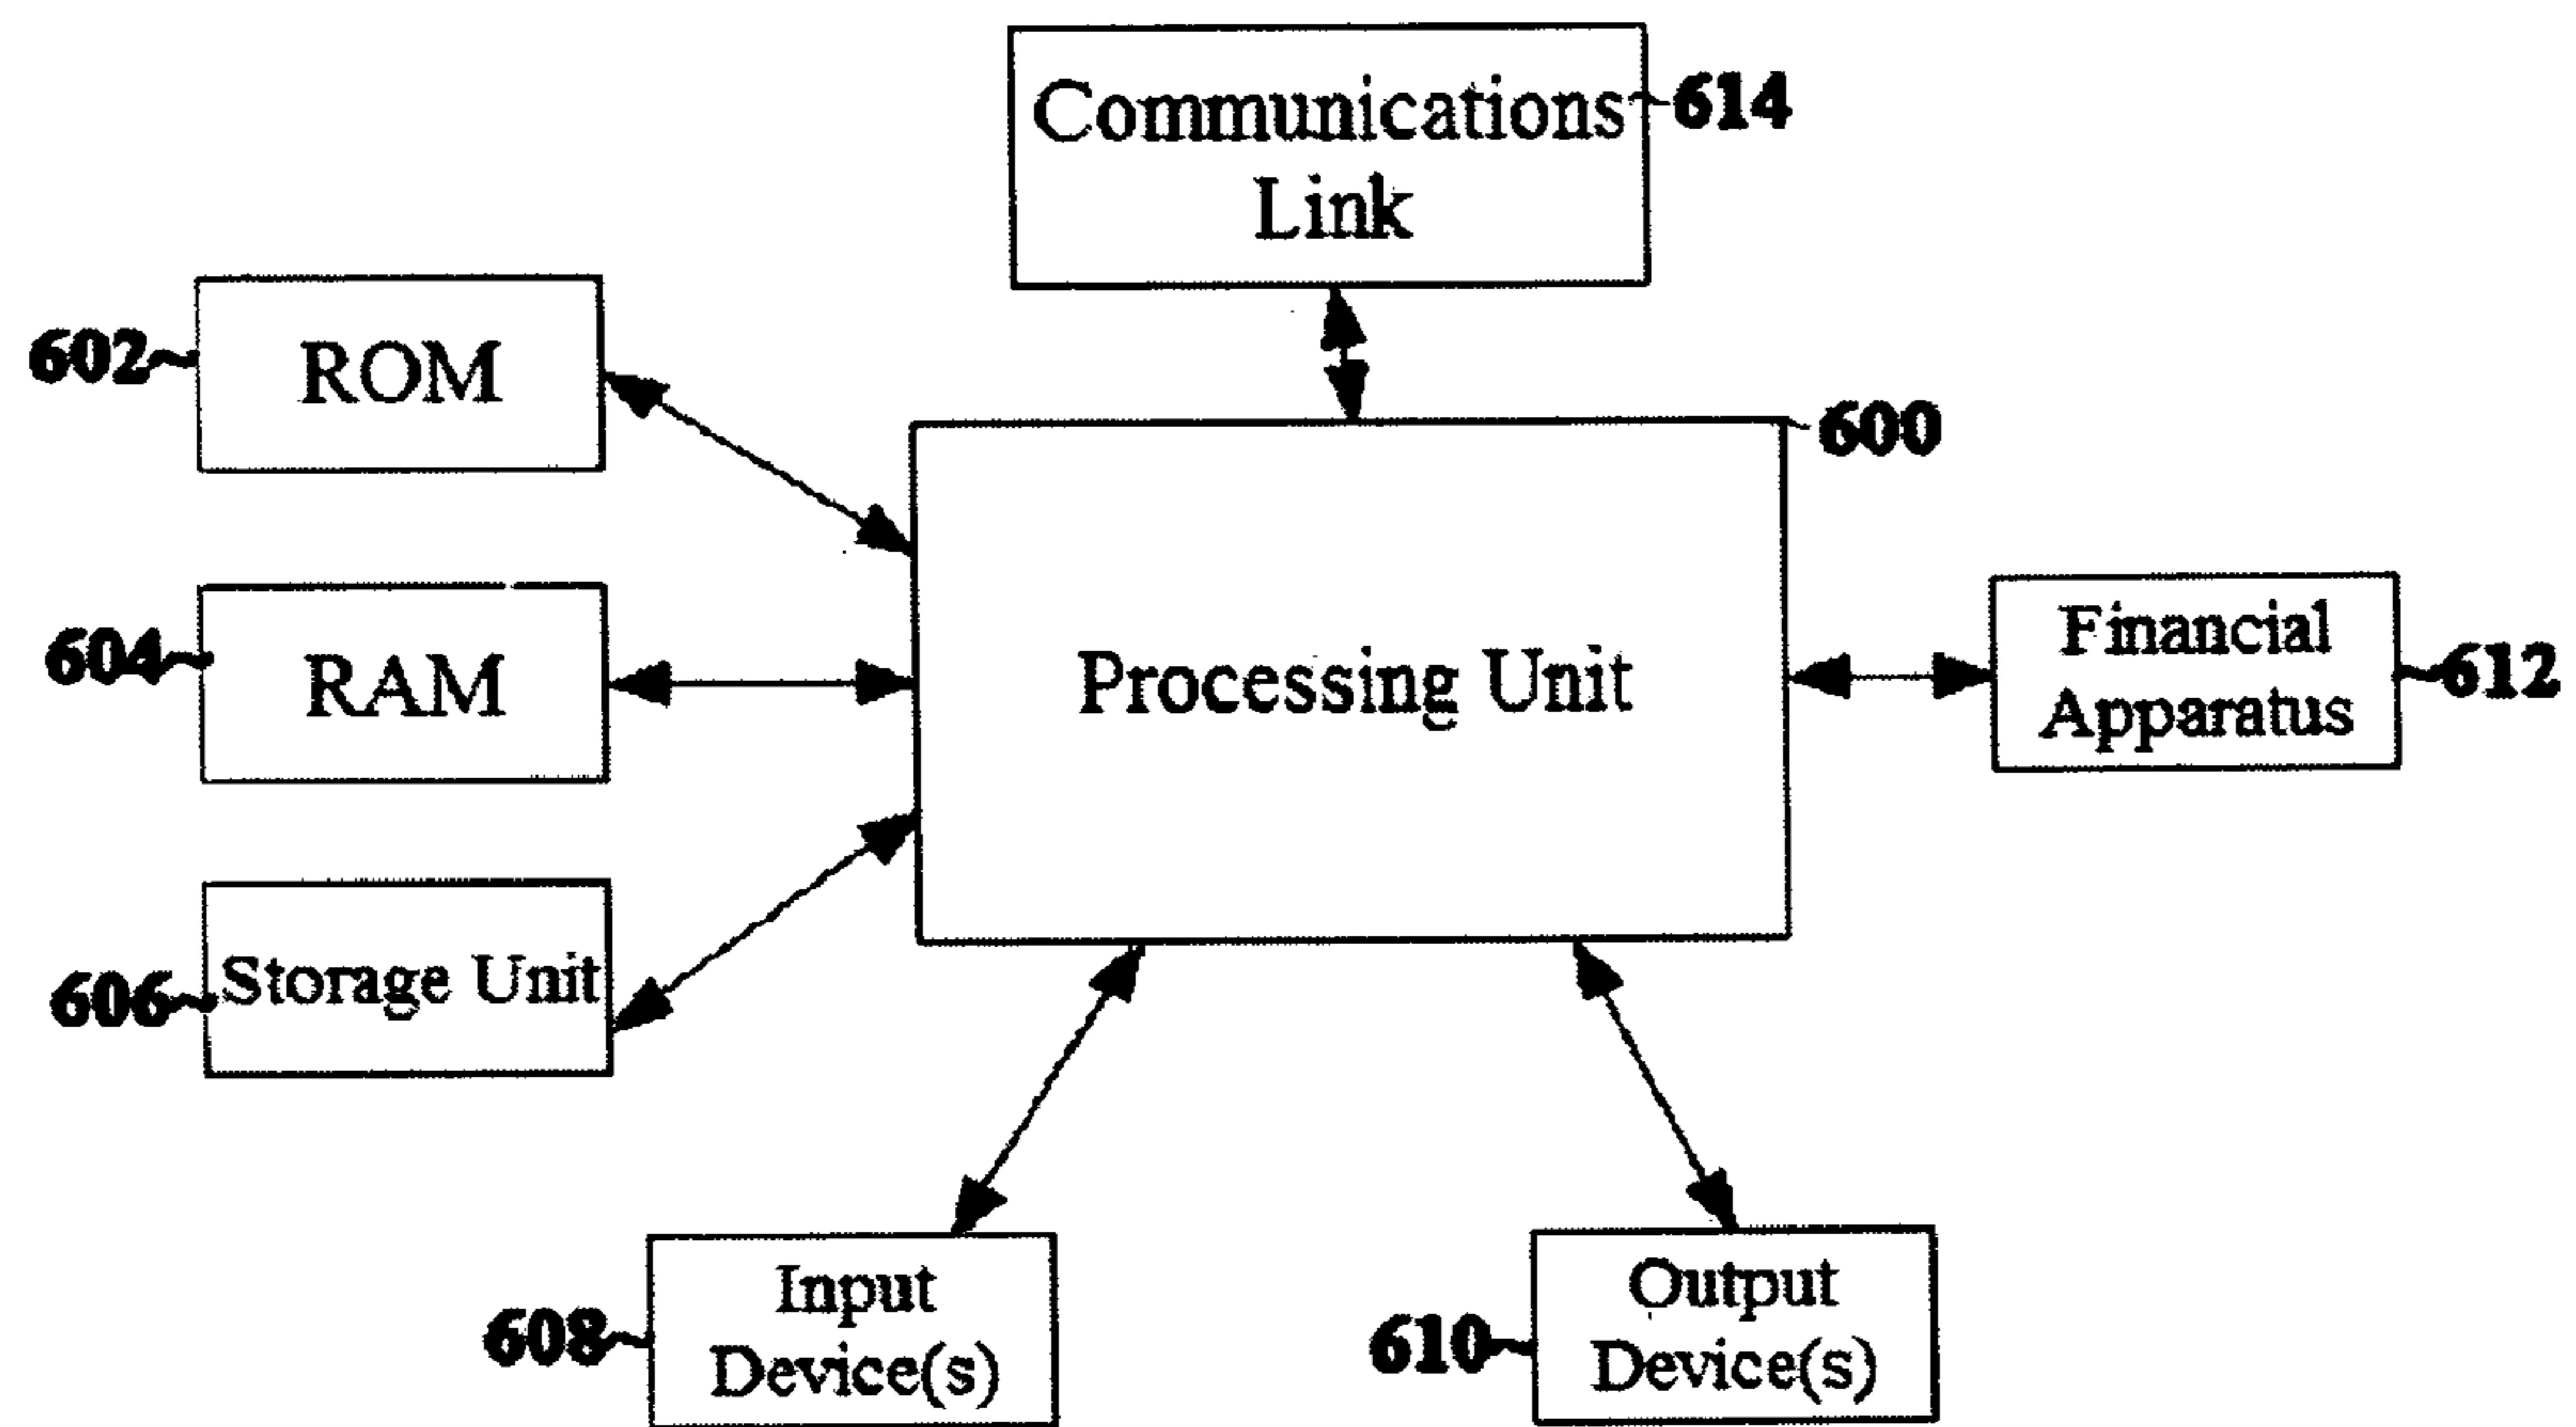 Communications
Link
614
602
ROM
600
604
RAM
Processing Unit
Financial
Apparatus
612
606
Storage Unit
608
Input
Device(s)
610
Output
Device(s)